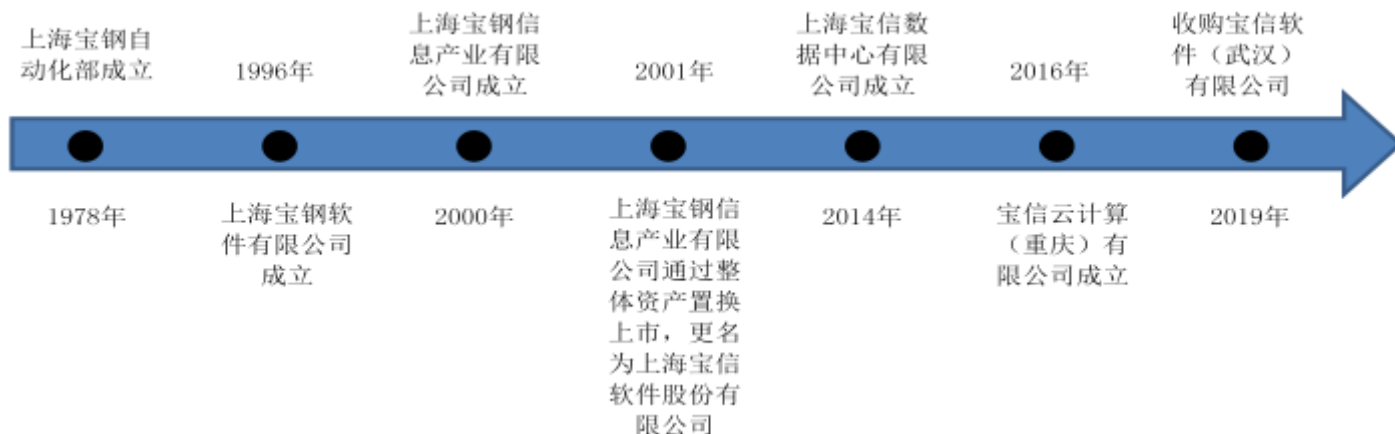 上海宝钢自
动化部成立
1978年
1996年
上海宝钢软
件有限公司
成立
上海宝钢信
息产业有限
公司成立
2000年
2001年
上海宝钢信
息产业有限
公司通过整
体资产置换
上市，更名
为上海宝信
软件股份有
限公司
上海宝信数
据中心有限
公司成立
2014年
2016年
宝信云计算
（重庆）有
限公司成立
收购宝信软
件（武汉）
有限公司
2019年